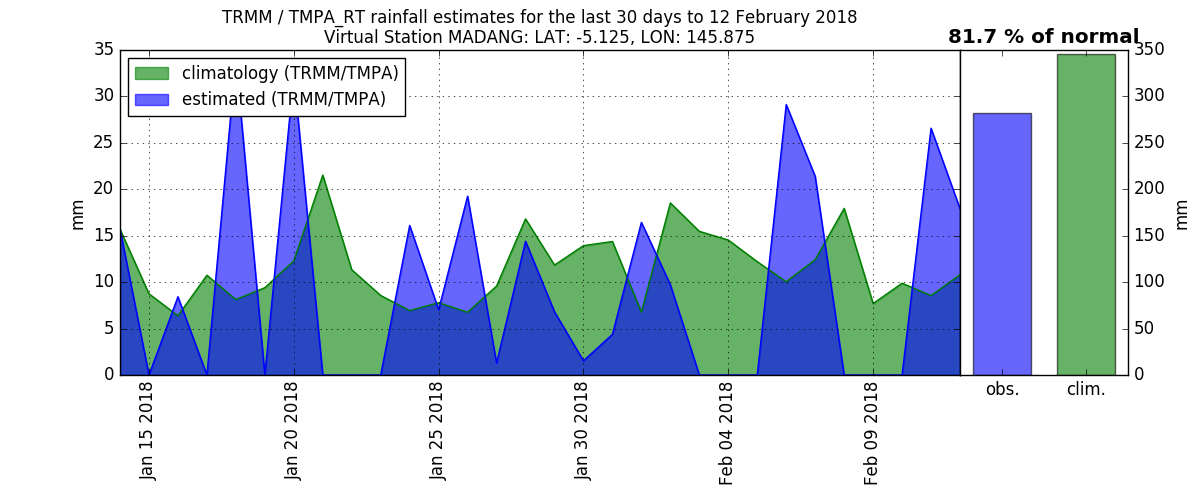 TRMM / TMPA_RT rainfall estimates for the last 30 days to 12 February 2018
Virtual Station MADANG: LAT: -5.125, LON: 145.875
81.7 % of normal
climatology (TRMM/TMPA)
estimated (TRMM/TMPA)
35
30
25
20
15
10
5
0
mm
Jan 15 2018
Jan 20 2018
Jan 25 2018
Jan 30 2018
Feb 04 2018
Feb 09 2018
obs.
clim.
350
300
250
200
150
100
50
0
mm